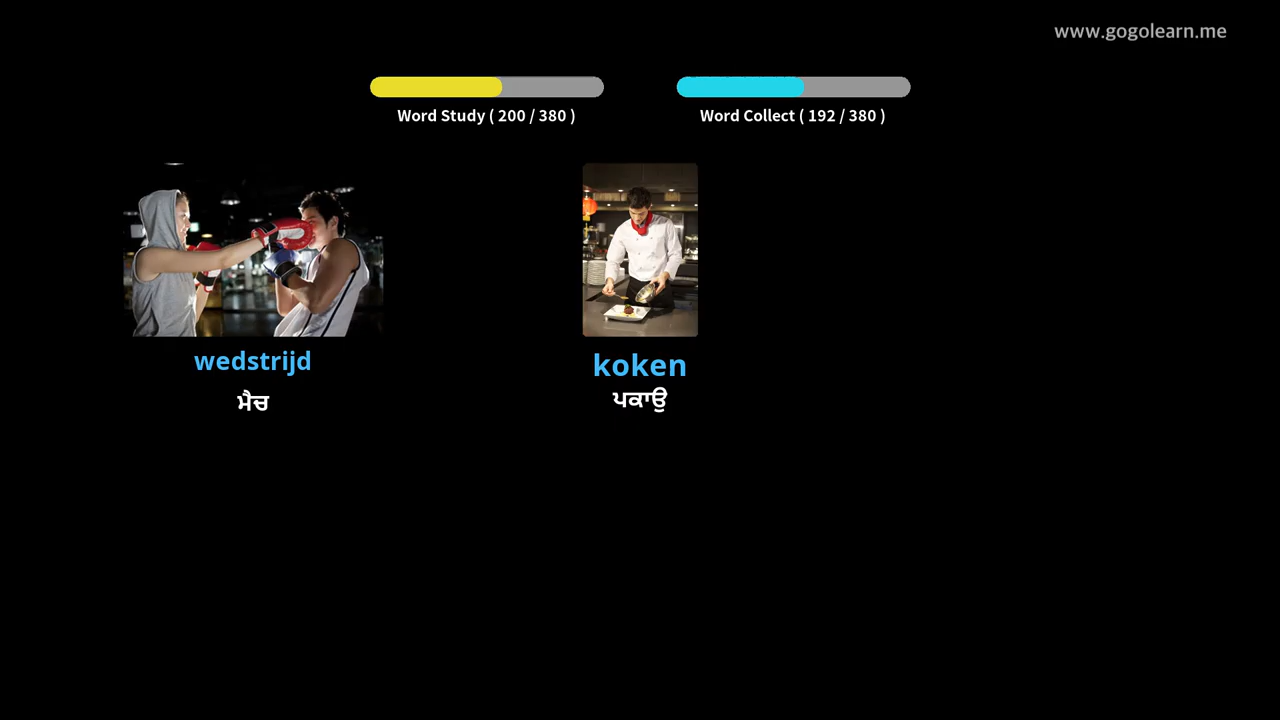 www.gogolearn.me
Word Study ( 200 / 380 )
Word Collect ( 192 / 380 )
wedstrijd
ਮੈਚ
koken
ਪਕਾਉ